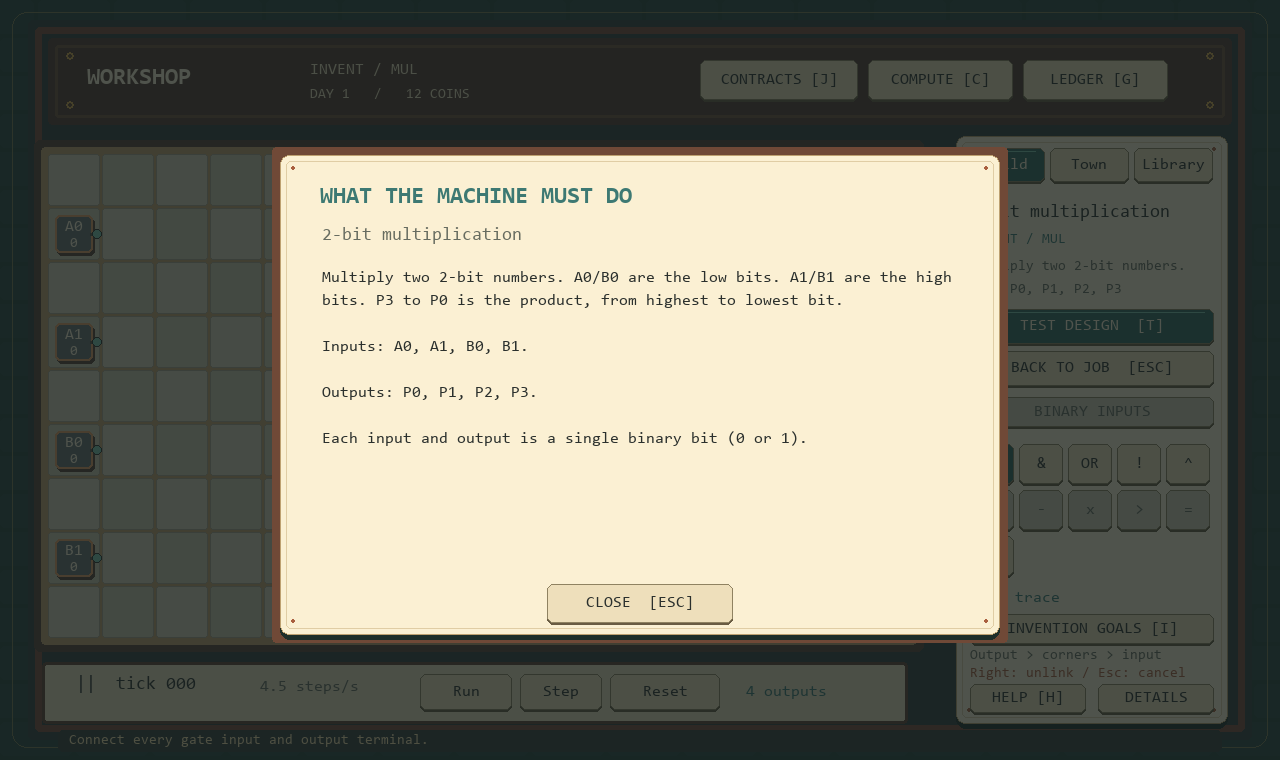 WORKSHOP
INVENT / MUL
DAY 1 / 12 COINS
CONTRACTS [J]
COMPUTE [C]
LEDGER [G]
Town
Library
A0
0
A1
0
B0
0
B1
0
WHAT THE MACHINE MUST DO
2-bit multiplication
Multiply two 2-bit numbers. A0/B0 are the low bits. A1/B1 are the high
bits. P3 to P0 is the product, from highest to lowest bit.
Inputs: A0, A1, B0, B1.
Outputs: P0, P1, P2, P3.
Each input and output is a single binary bit (0 or 1).
CLOSE [ESC]
multiplication
/ MUL
two 2-bit numbers.
P0, P1, P2, P3
TEST DESIGN [T]
BACK TO JOB [ESC]
BINARY INPUTS
& OR ! ^
- × > =
trace
INVENTION GOALS [I]
Output > corners > input
Right: unlink / Esc: cancel
HELP [H]
DETAILS
|| tick 000
4.5 steps/s
Run
Step
Reset
4 outputs
Connect every gate input and output terminal.